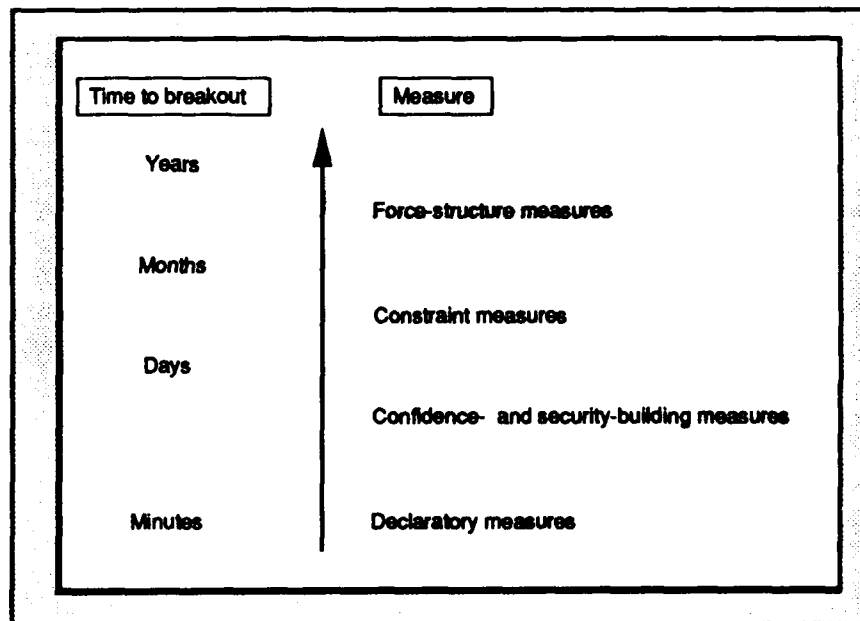 Time to breakout
Measure
Years
Force-structure measures
Months
Constraint measures
Days
Confidence- and security-building measures
Minutes
Declaratory measures